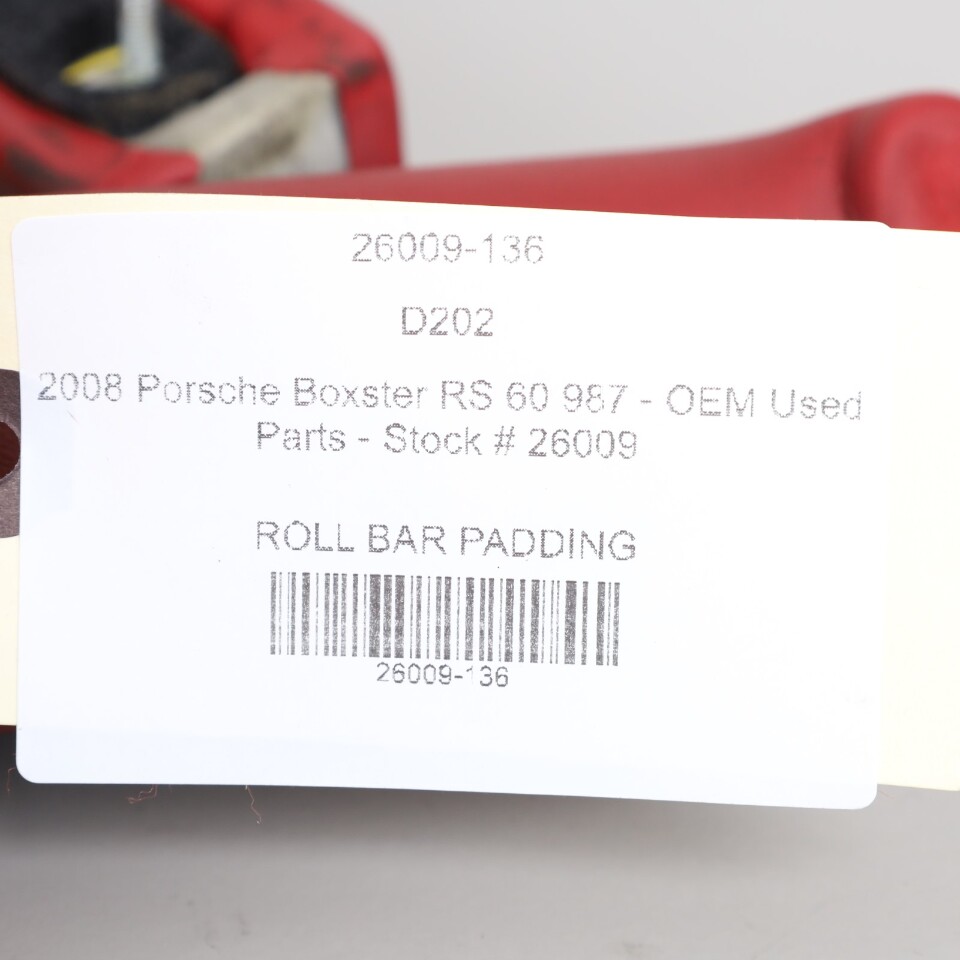 26009-136
D202
2008 Porsche Boxster RS 60 987 - OEM Used
Parts - Stock # 26009
ROLL BAR PADDING
26009-136